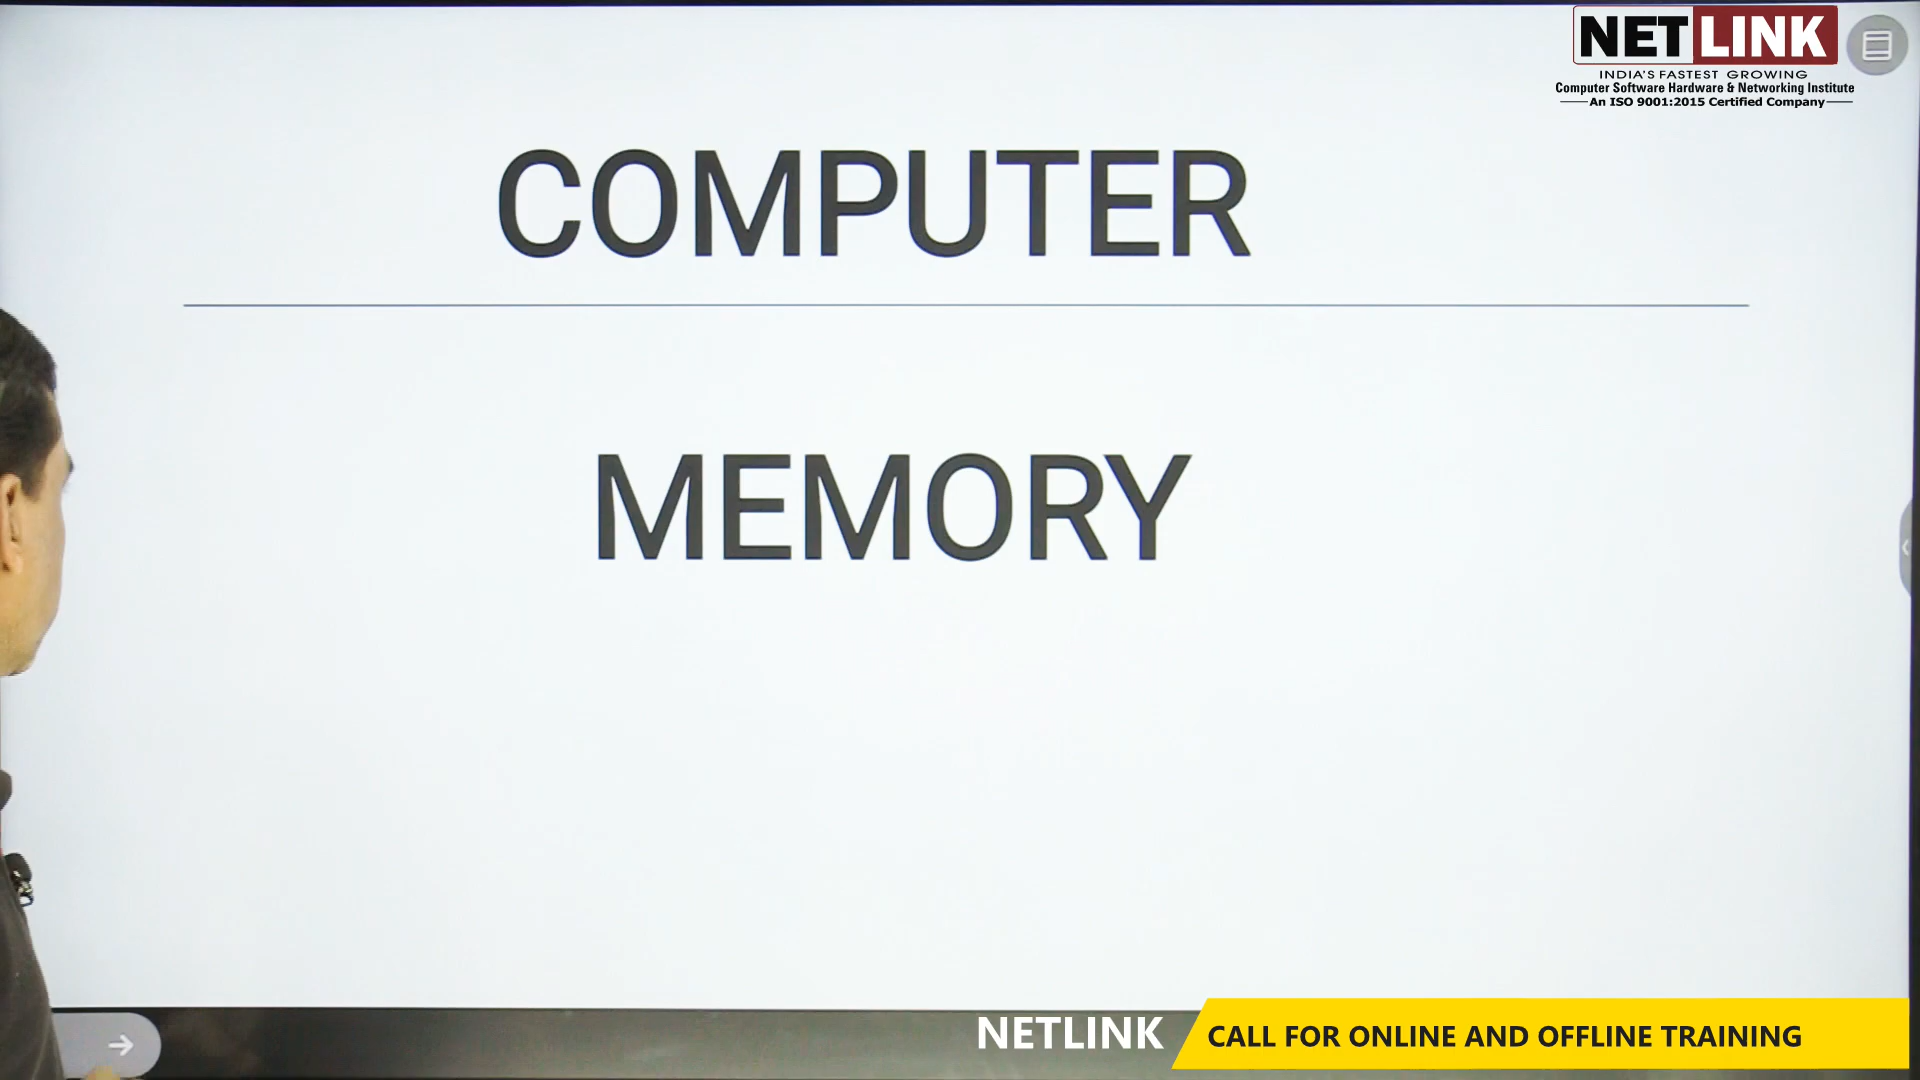 NETLINK
INDIA'S FASTEST GROWING
Computer Software Hardware & Networking Institute
An ISO 9001:2015 Certified Company
COMPUTER
MEMORY
NETLINK
CALL FOR ONLINE AND OFFLINE TRAINING